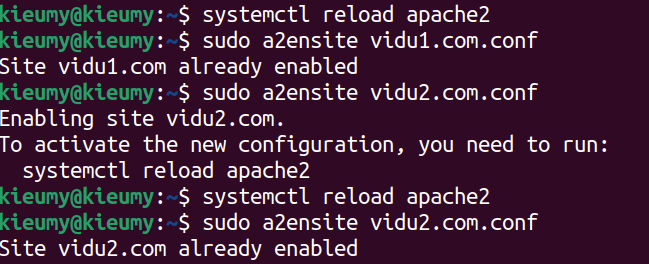 kieumy@kieumy:~$ systemctl reload apache2
kieumy@kieumy:~$ sudo a2ensite vidu1.com.conf
Site vidu1.com already enabled
kieumy@kieumy:~$ sudo a2ensite vidu2.com.conf
Enabling site vidu2.com.
To activate the new configuration, you need to run:
  systemctl reload apache2
kieumy@kieumy:~$ systemctl reload apache2
kieumy@kieumy:~$ sudo a2ensite vidu2.com.conf
Site vidu2.com already enabled